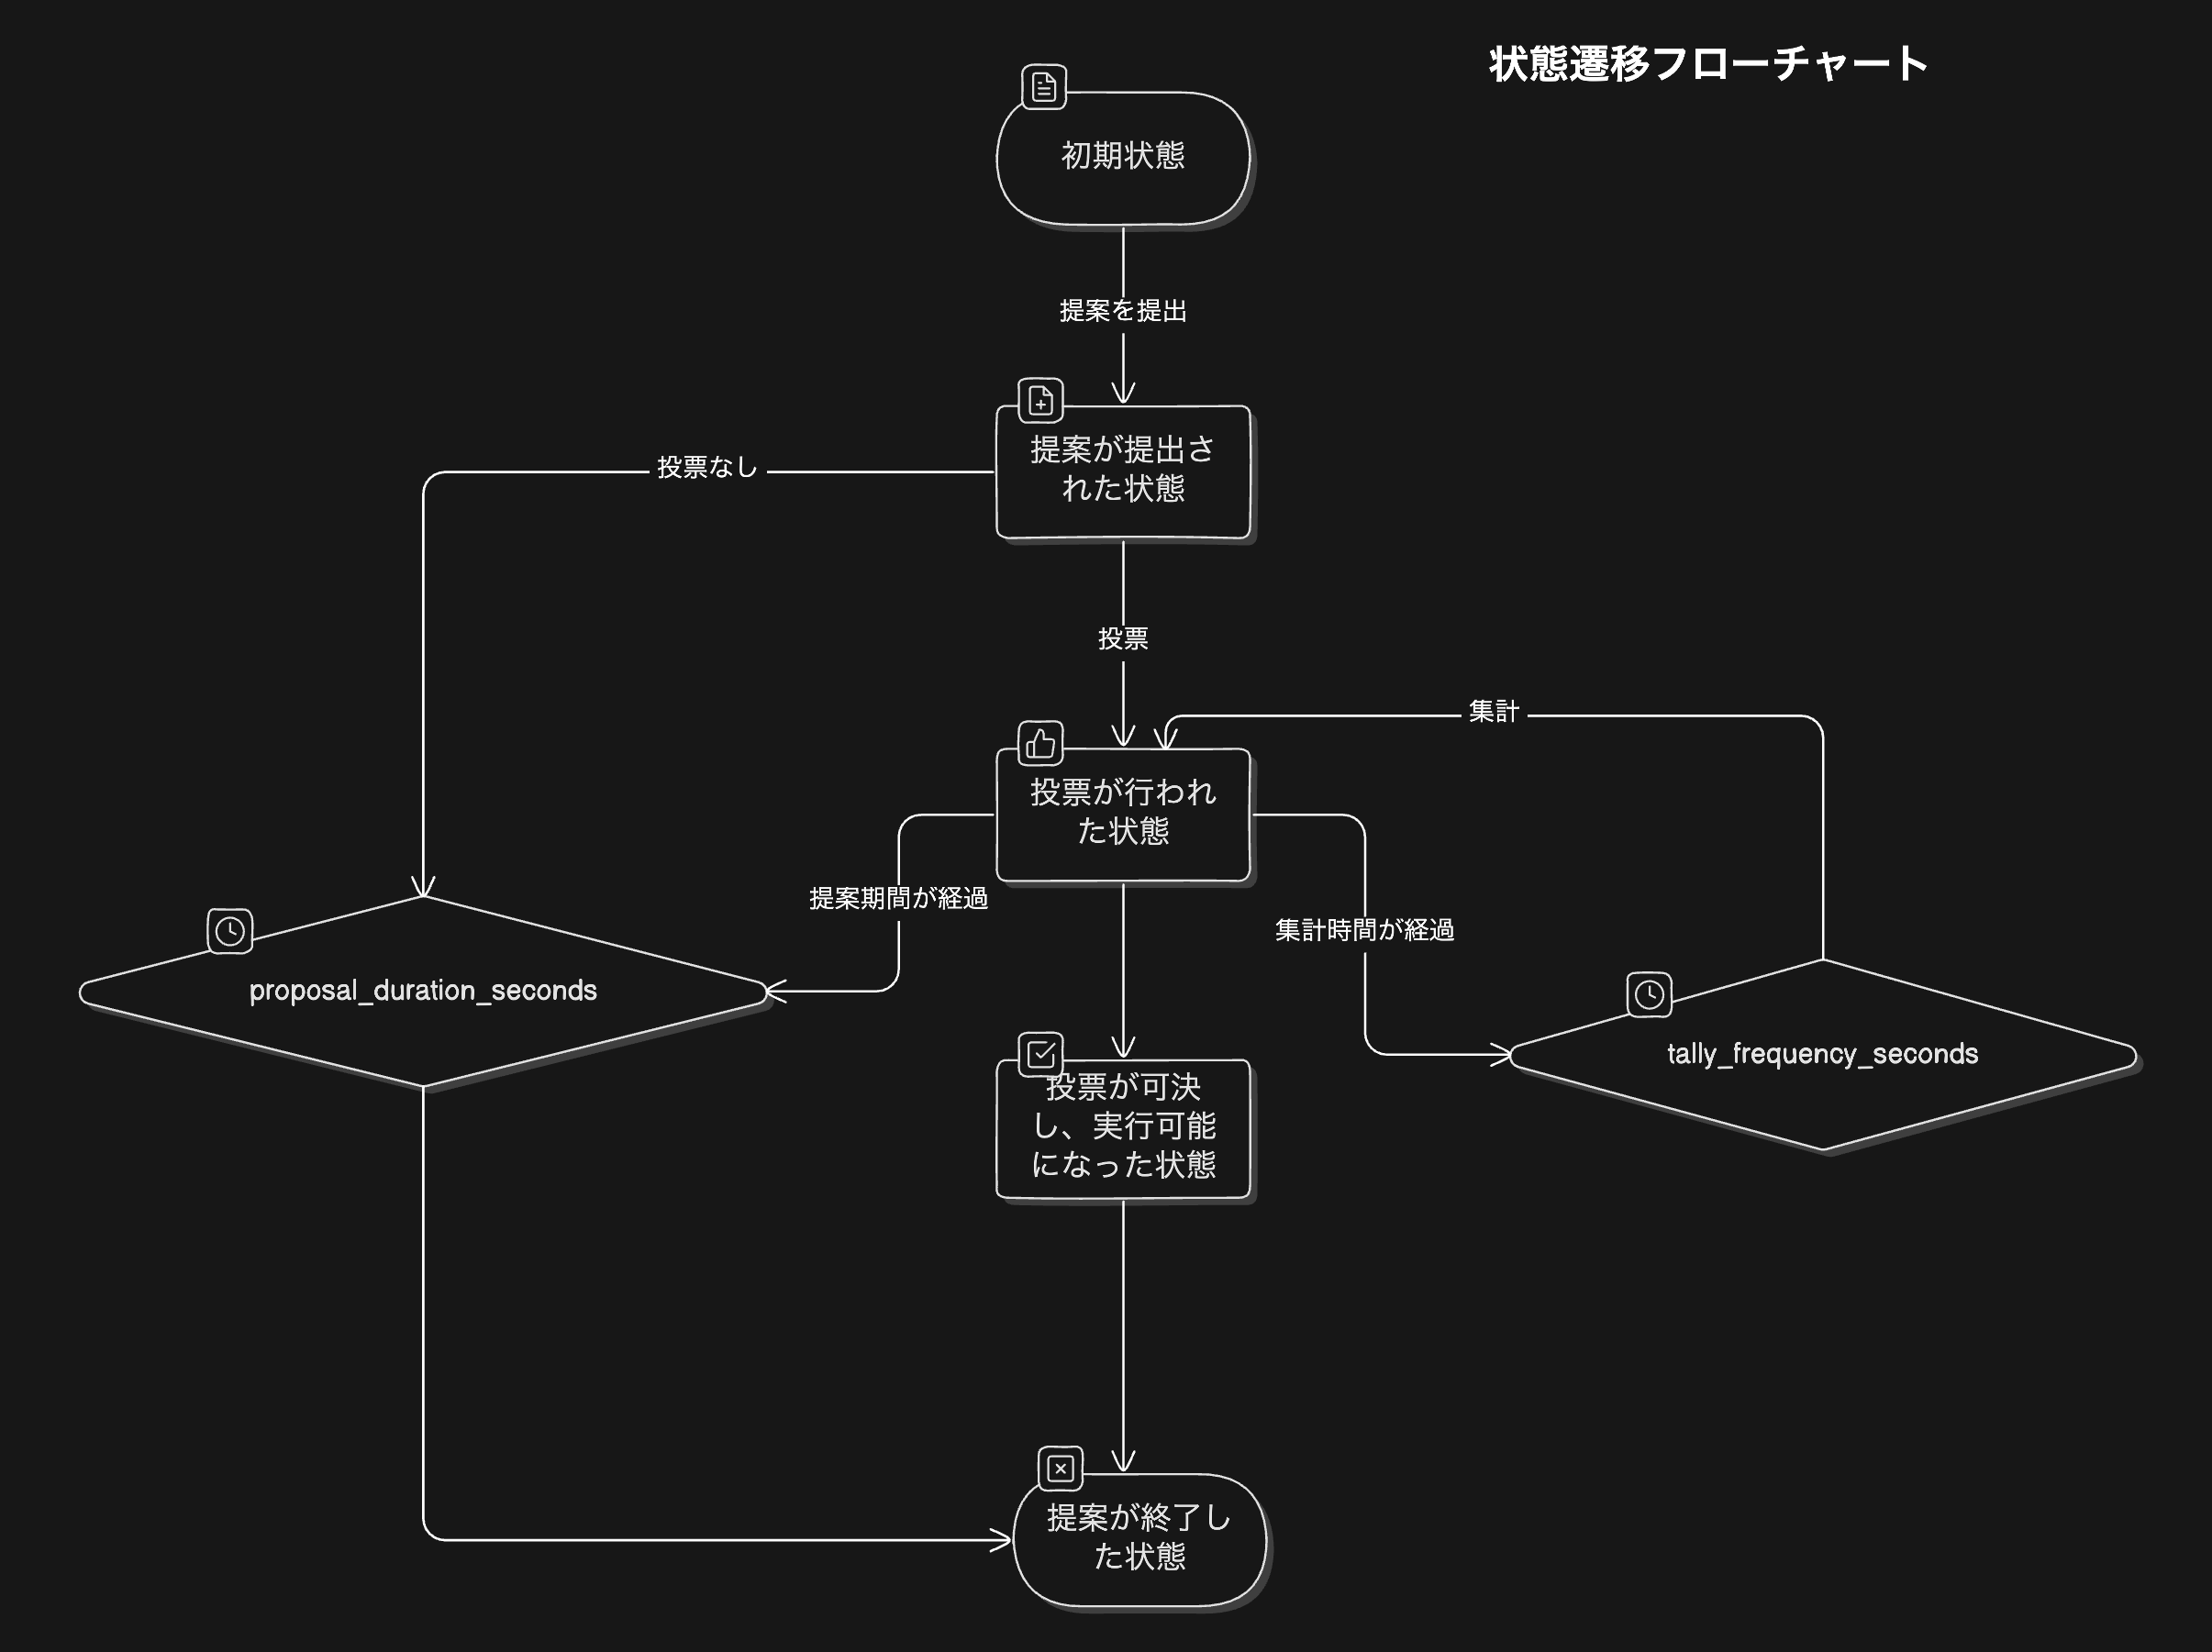 状態遷移フローチャート
初期状態
提案を提出
提案が提出さ
れた状態
投票なし
投票
集計
投票が行われ
た状態
提案期間が経過
集計時間が経過
proposal_duration_seconds
tally_frequency_seconds
投票が可決
し、実行可能
になった状態
提案が終了し
た状態